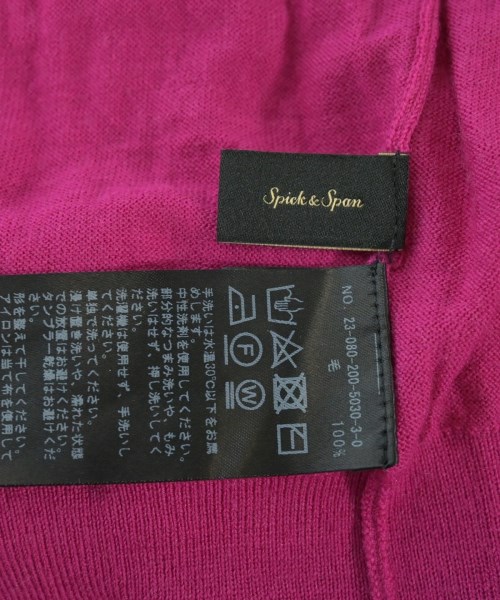 Spick & Span
NO. 23-080-200-5030-3-0
毛 100%
F W
手洗いは水温30℃以下をお薦
めします。
中性洗剤を使用してください。
部分的なつまみ洗いや、もみ
洗いはせず、押し洗いしてく
ださい。
洗濯機は使用せず、手洗いし
てください。
単独で洗ってください。
浸け置き洗いや、濡れた状態
での放置はお避けください。
タンブラー乾燥はお避けくだ
さい。
形を整えて干してください。
アイロンは当て布を使用して